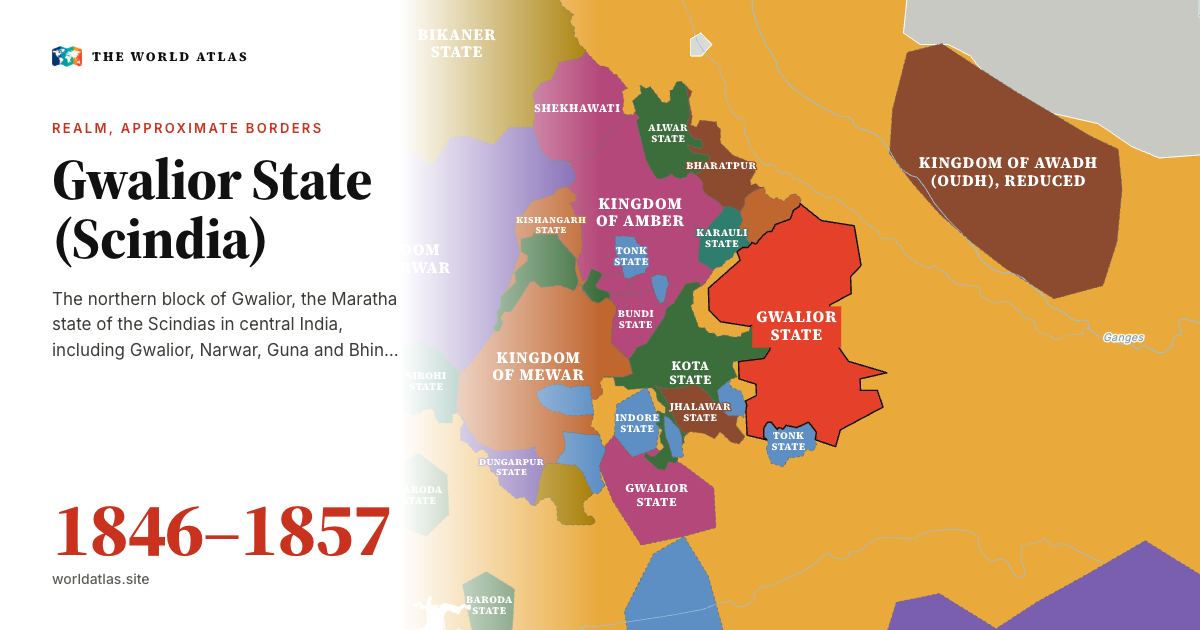 THE WORLD ATLAS
REALM, APPROXIMATE BORDERS
Gwalior State
(Scindia)
The northern block of Gwalior, the Maratha
state of the Scindias in central India,
including Gwalior, Narwar, Guna and Bhin...
1846–1857
worldatlas.site
BIKANER
STATE
SHEKHAWATI
ALWAR
STATE
BHARATPUR
KINGDOM OF AWADH
(OUDH), REDUCED
KINGDOM
OF AMBER
KISHANGARH
STATE
KARAULI
STATE
TONK
STATE
BUNDI
STATE
GWALIOR
STATE
Ganges
KINGDOM
OF MEWAR
KOTA
STATE
STATE
JHALAWAR
STATE
INDORE
STATE
TONK
STATE
DUNGARPUR
STATE
GWALIOR
STATE
BARODA
STATE